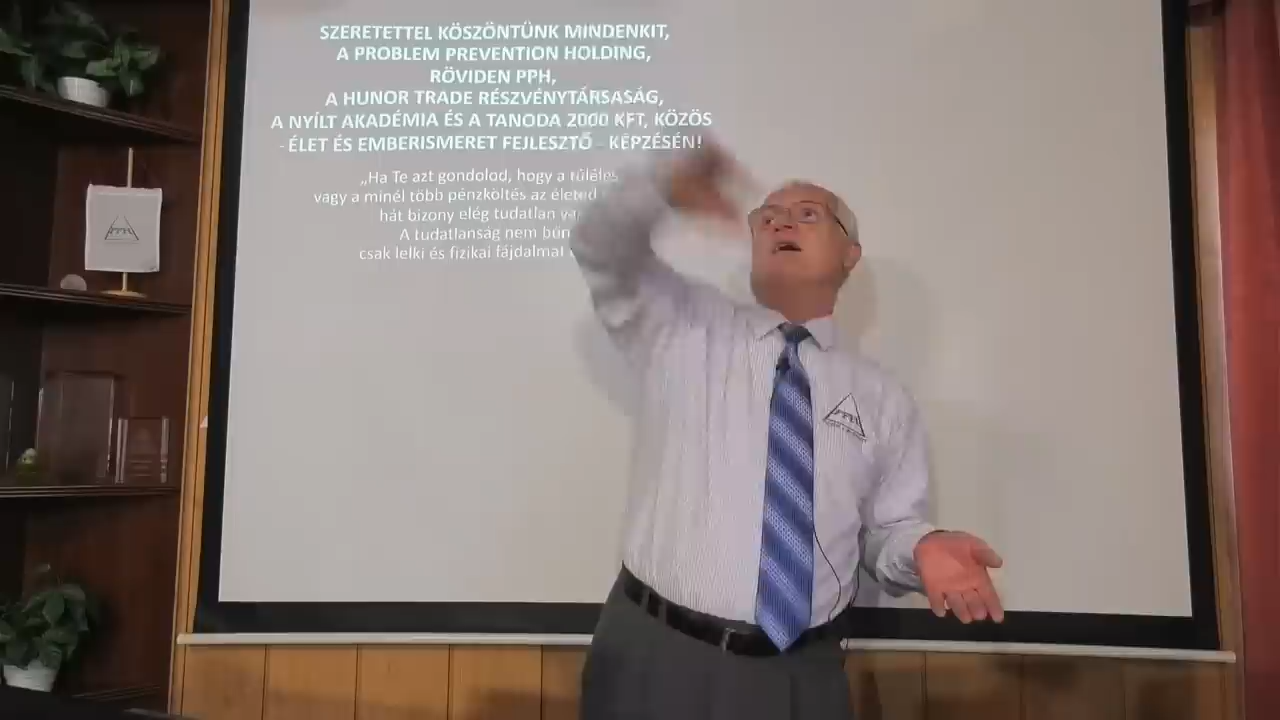 SZERETETTEL KÖSZÖNTÜNK MINDENKIT,
A PROBLEM PREVENTION HOLDING,
RÖVIDEN PPH,
A HUNOR TRADE RÉSZVÉNYTÁRSASÁG,
A NYÍLT AKADÉMIA ÉS A TANODA 2000 KFT, KÖZÖS
- ÉLET ÉS EMBERISMERET FEJLESZTŐ - KÉPZÉSÉN!
„Ha Te azt gondolod, hogy a
vagy a minél több pénzköltés az életed
hát bizony elég tudatlan
A tudatlanság nem
csak lelki és fizikai fájdalmat